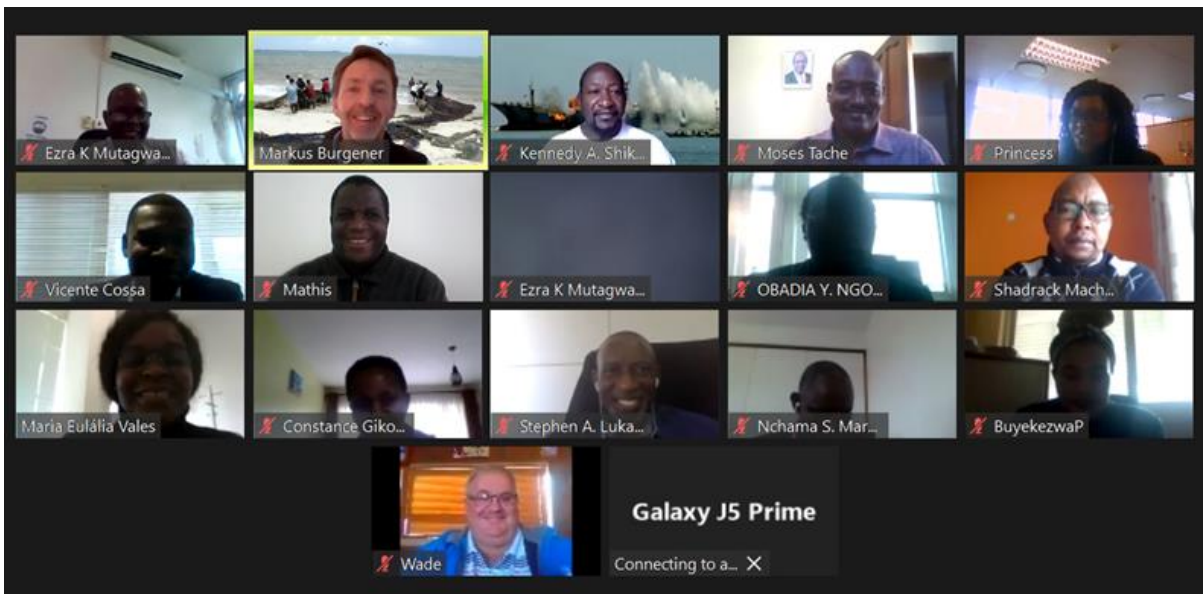 Ezra K Mutagwa...
Markus Burgener
Kennedy A. Shik...
Moses Tache
Princess
Vicente Cossa
Mathis
Ezra K Mutagwa...
OBADIA Y. NGO...
Shadrack Mach...
Maria Eulália Vales
Constance Giko...
Stephen A. Luka...
Nchama S. Mar...
BuyekezwaP
Wade
Galaxy J5 Prime
Connecting to a...